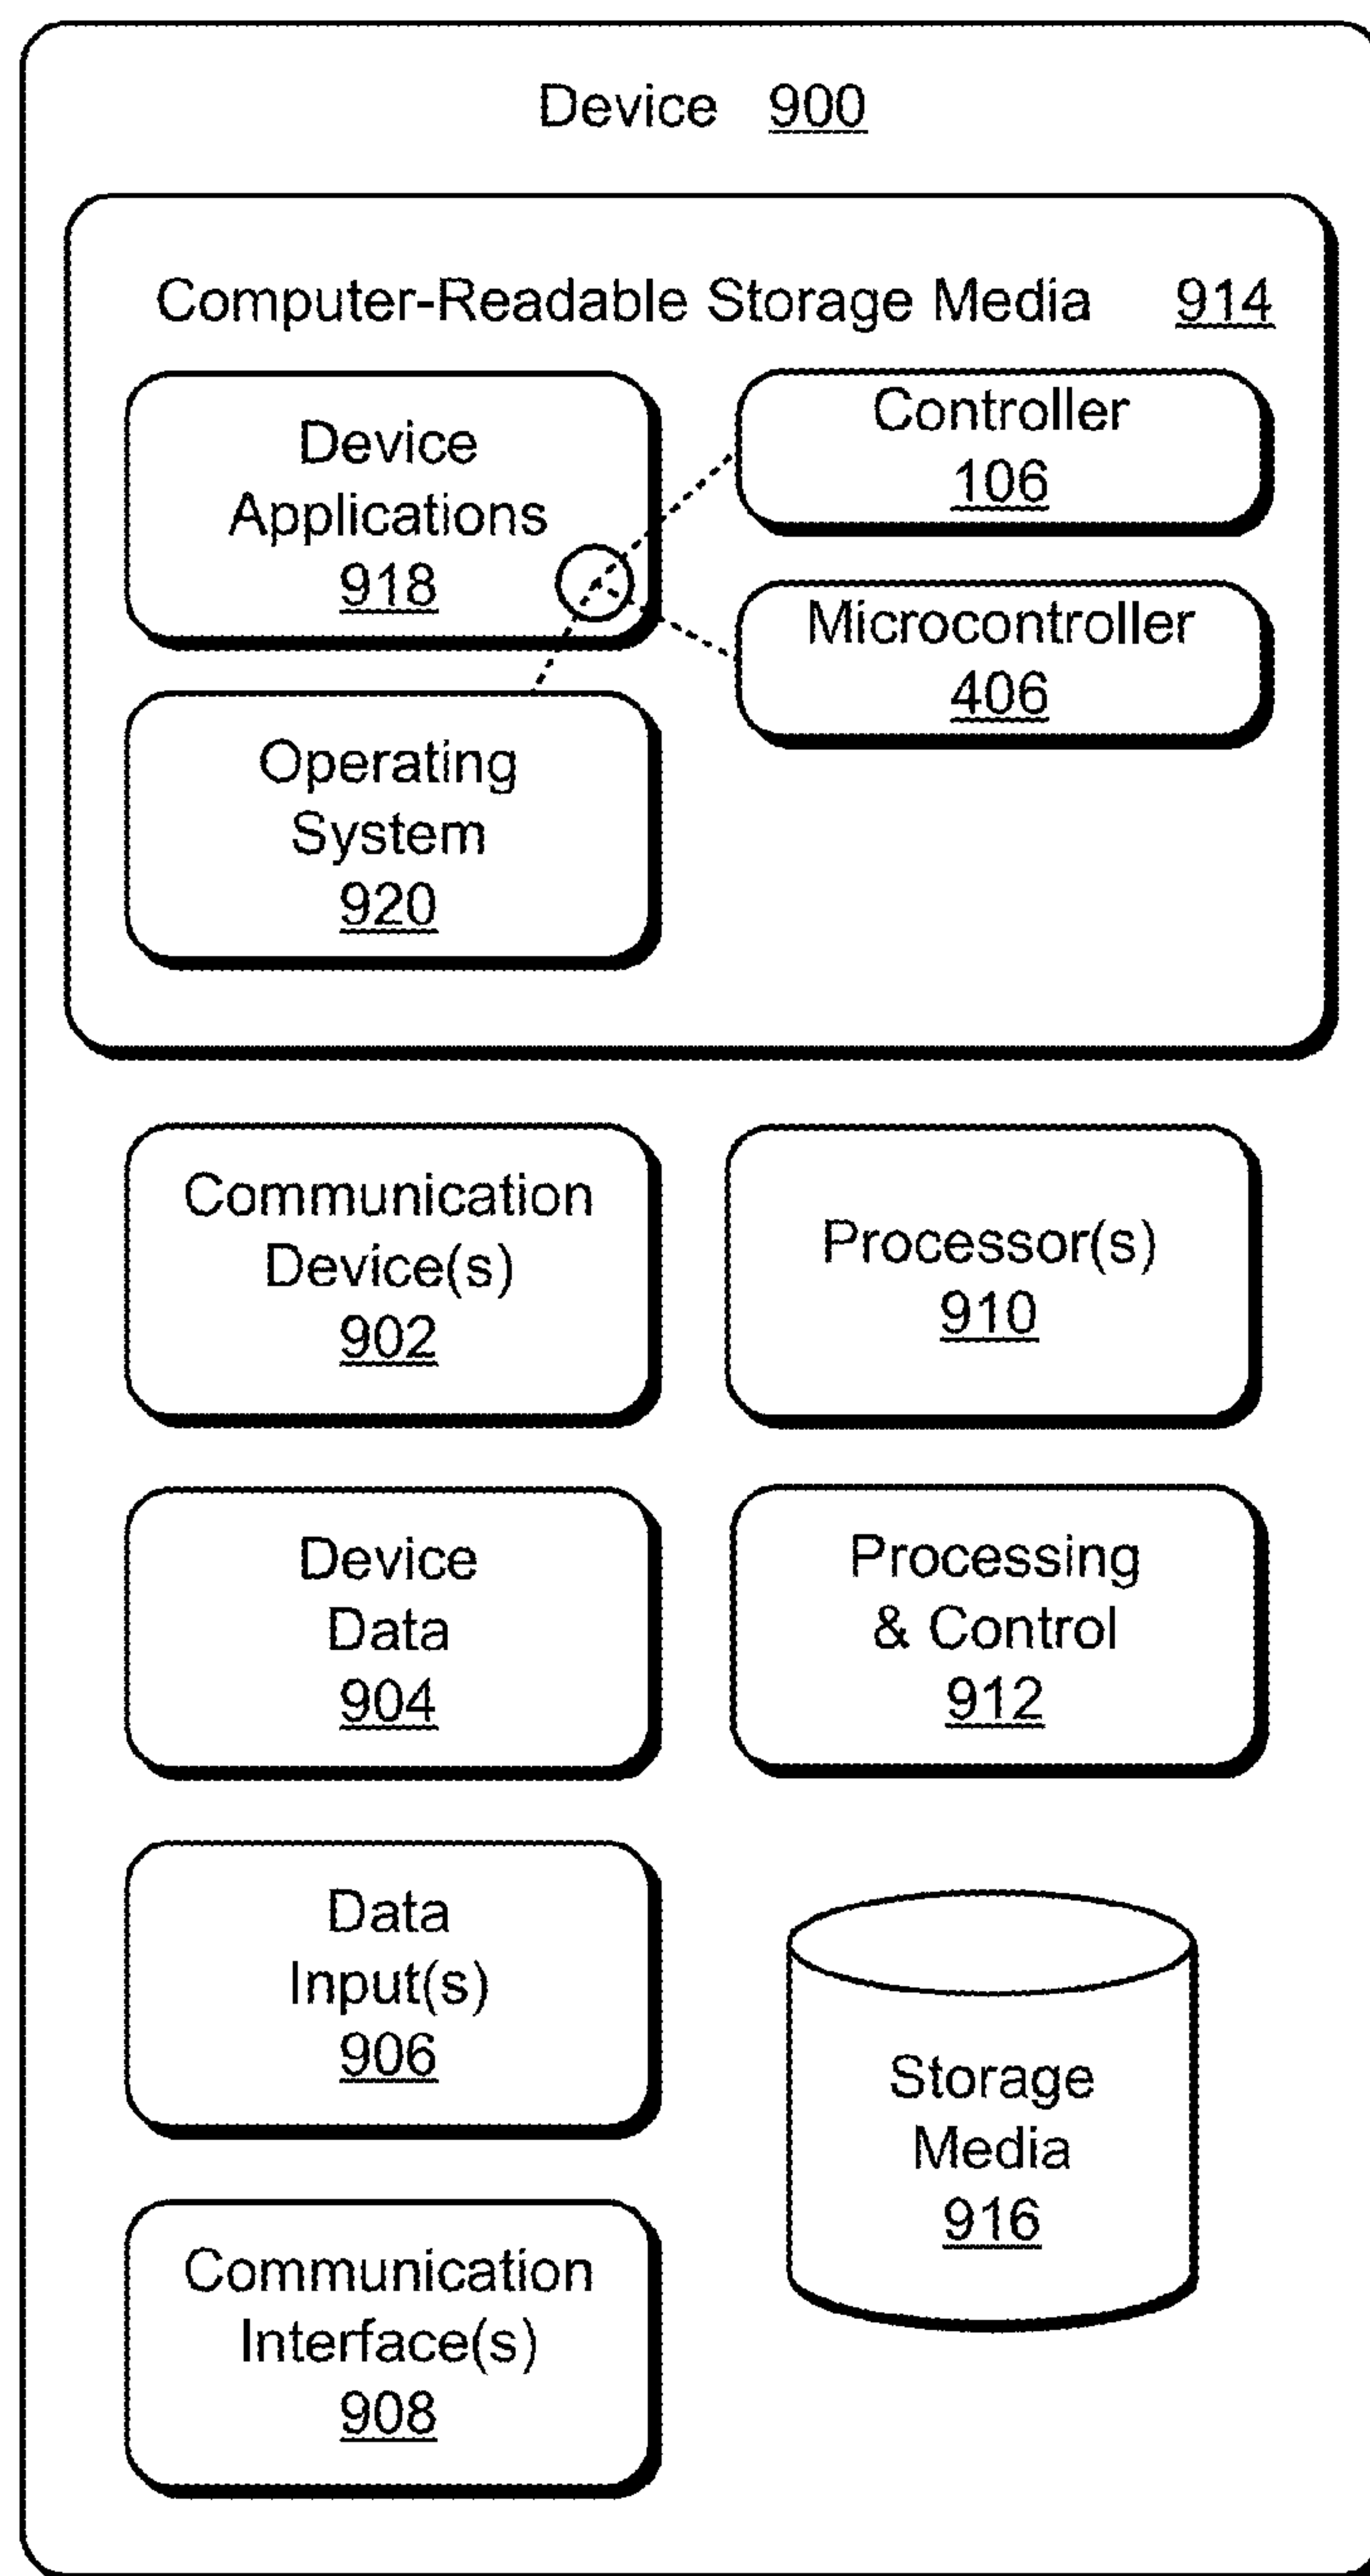 Device 900
Computer-Readable Storage Media 914
Device
Applications
918
Controller
106
Microcontroller
406
Operating
System
920
Communication
Device(s)
902
Processor(s)
910
Device
Data
904
Processing
& Control
912
Data
Input(s)
906
Storage
Media
916
Communication
Interface(s)
908